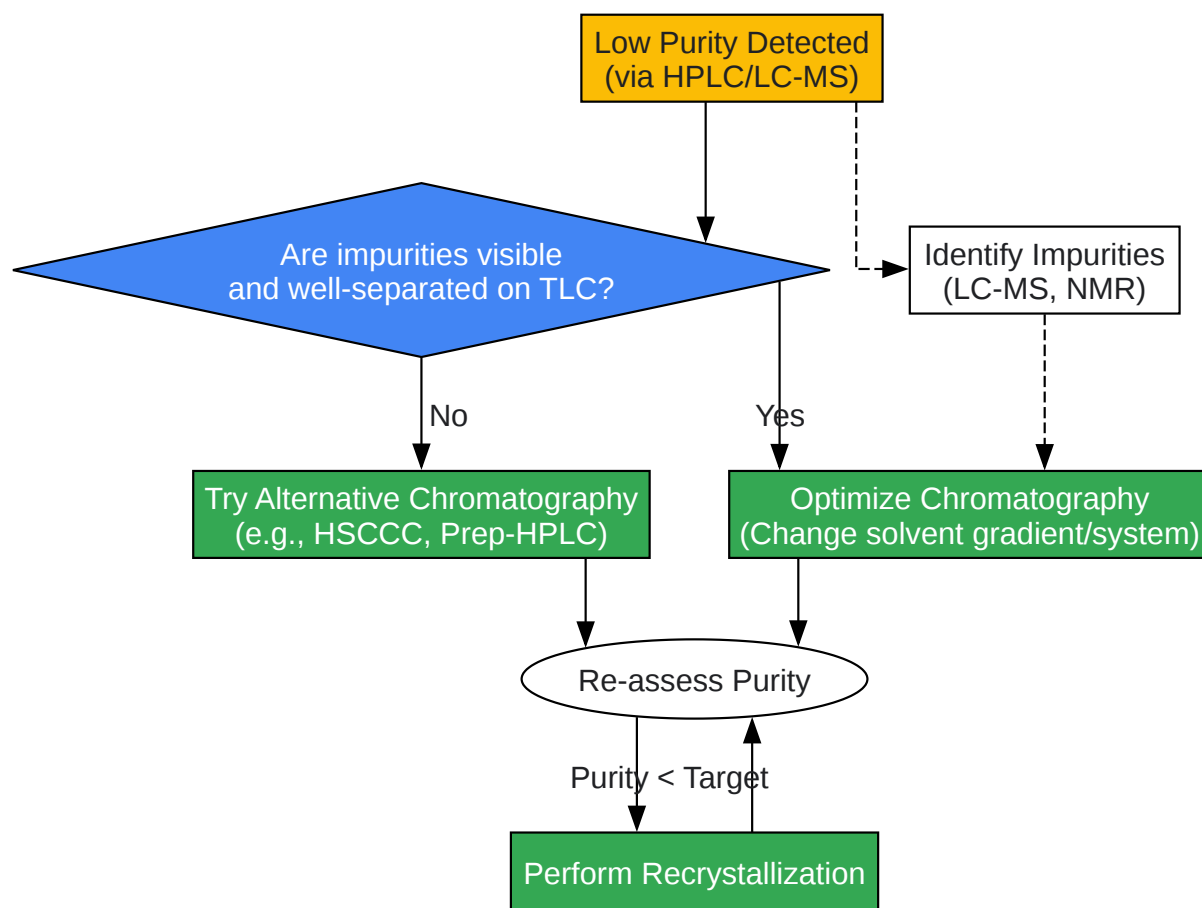 Low Purity Detected
(via HPLC/LC-MS)
Are impurities visible
and well-separated on TLC?
Identify Impurities
(LC-MS, NMR)
No
Yes
Try Alternative Chromatography
(e.g., HSCCC, Prep-HPLC)
Optimize Chromatography
(Change solvent gradient/system)
Re-assess Purity
Purity < Target
Perform Recrystallization